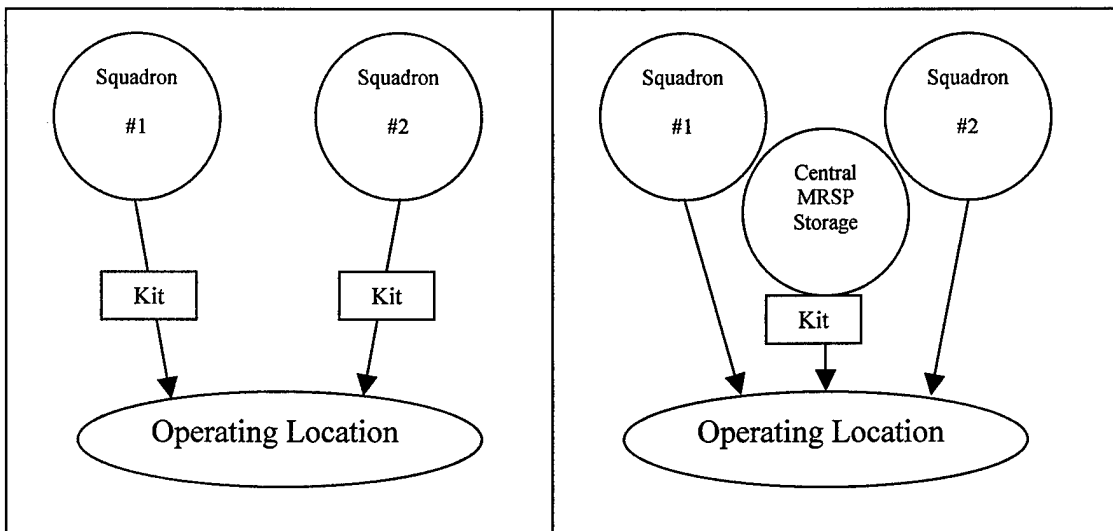 Squadron
#1
Squadron
#2
Kit
Kit
Operating Location
Squadron
#1
Squadron
#2
Central
MRSP
Storage
Kit
Operating Location